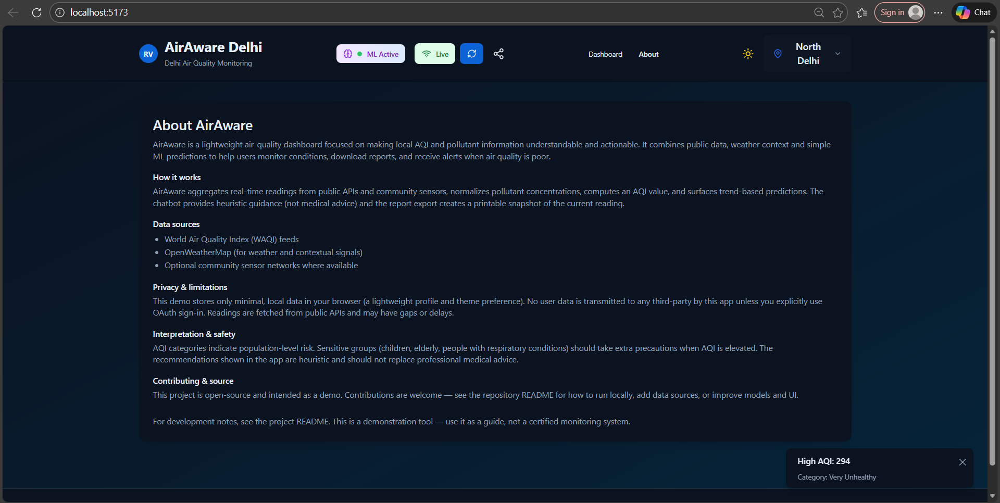 localhost:5173
Sign in
Chat
RV
AirAware Delhi
Delhi Air Quality Monitoring
ML Active
Live
Dashboard
About
North
Delhi
About AirAware
AirAware is a lightweight air-quality dashboard focused on making local AQI and pollutant information understandable and actionable. It combines public data, weather context and simple
ML predictions to help users monitor conditions, download reports, and receive alerts when air quality is poor.
How it works
AirAware aggregates real-time readings from public APIs and community sensors, normalizes pollutant concentrations, computes an AQI value, and surfaces trend-based predictions. The
chatbot provides heuristic guidance (not medical advice) and the report export creates a printable snapshot of the current reading.
Data sources
• World Air Quality Index (WAQI) feeds
• OpenWeatherMap (for weather and contextual signals)
• Optional community sensor networks where available
Privacy & limitations
This demo stores only minimal, local data in your browser (a lightweight profile and theme preference). No user data is transmitted to any third-party by this app unless you explicitly use
OAuth sign-in. Readings are fetched from public APIs and may have gaps or delays.
Interpretation & safety
AQI categories indicate population-level risk. Sensitive groups (children, elderly, people with respiratory conditions) should take extra precautions when AQI is elevated. The
recommendations shown in the app are heuristic and should not replace professional medical advice.
Contributing & source
This project is open-source and intended as a demo. Contributions are welcome — see the repository README for how to run locally, add data sources, or improve models and UI.
For development notes, see the project README. This is a demonstration tool — use it as a guide, not a certified monitoring system.
High AQI: 294
Category: Very Unhealthy